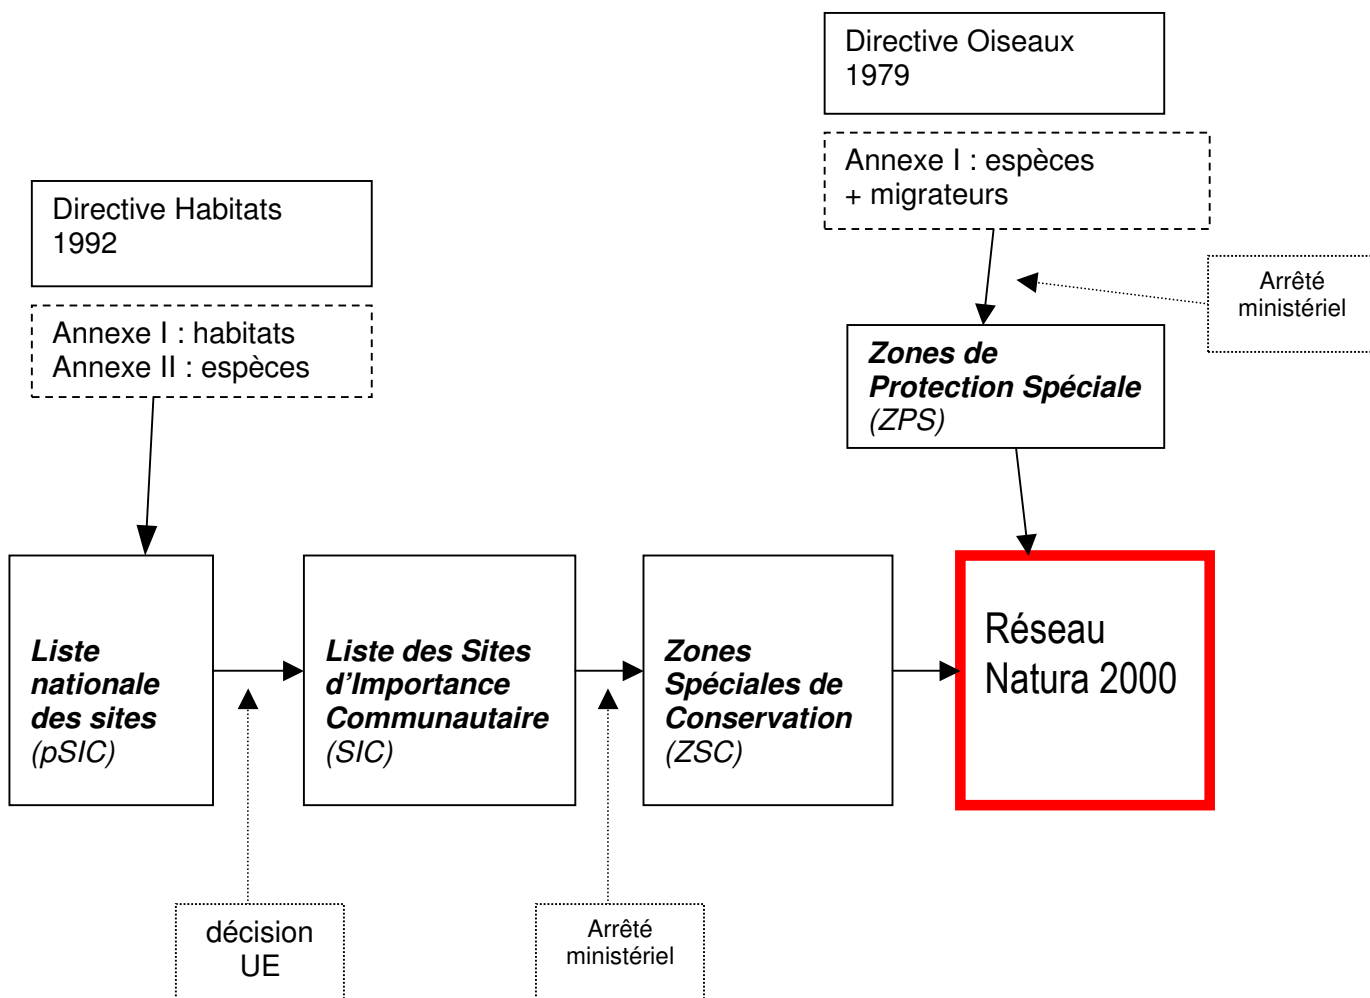 Directive Oiseaux
1979
Annexe I : espèces
+ migrateurs
Directive Habitats
1992
Arrêté
ministériel
Annexe I : habitats
Annexe II : espèces
Zones de
Protection Spéciale
(ZPS)
Liste
nationale
des sites
(pSIC)
Liste des Sites
d’Importance
Communautaire
(SIC)
Zones
Spéciales de
Conservation
(ZSC)
Réseau
Natura 2000
décision
UE
Arrêté
ministériel